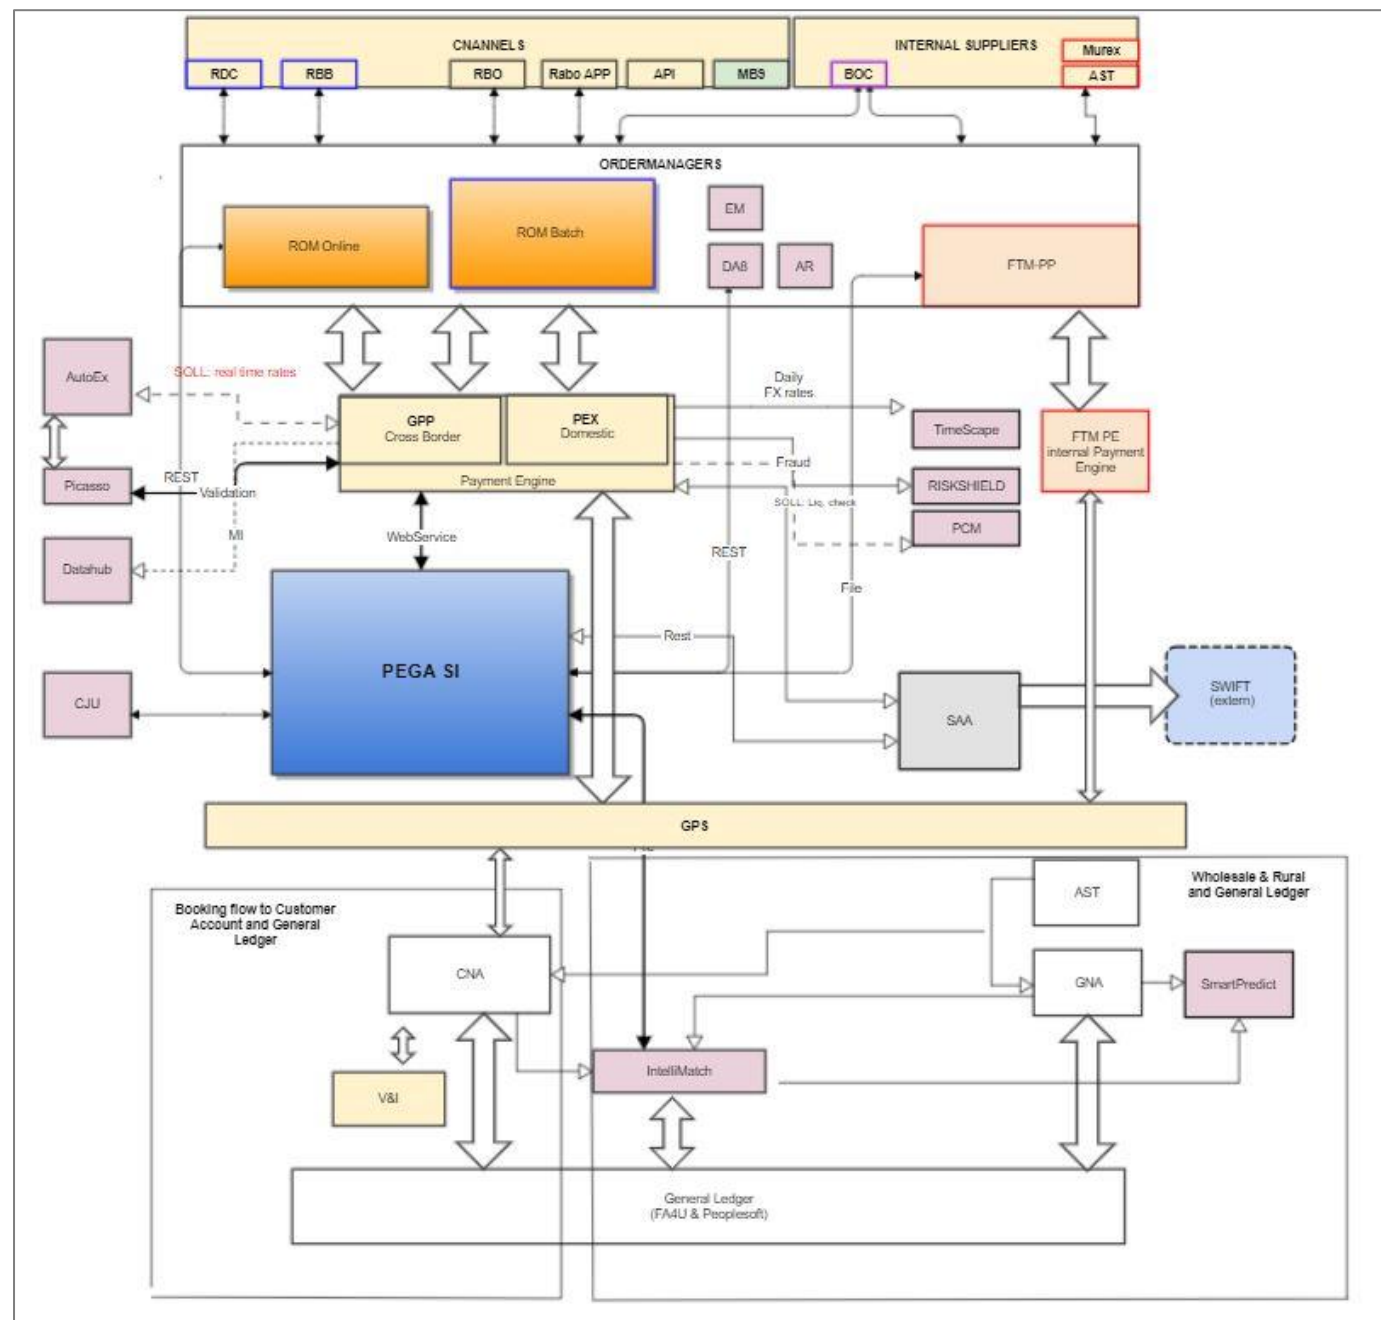 CNANNELS
INTERNAL SUPPLIERS
Murex
RDC
RBB
RBO
Rabo APP
API
MBS
BOC
AST
ORDERMANAGERS
EM
ROM Online
ROM Batch
DAB
AR
FTM-PP
AutoEx
SOLL: real time rates
Daily
FX rates
GPP
Cross Border
PEX
Domestic
TimeScape
FTM PE
internal Payment
Engine
Picasso
REST
Validation
Payment Engine
Fraud
RISKSHIELD
SOLL: Liq. check
PCM
MI
WebService
REST
Datahub
File
Rest
PEGA SI
CJU
SAA
SWIFT
(extern)
GPS
Booking flow to Customer
Account and General
Ledger
AST
Wholesale & Rural
and General Ledger
CNA
GNA
SmartPredict
IntelliMatch
V&I
General Ledger
(FA4U & Peoplesoft)